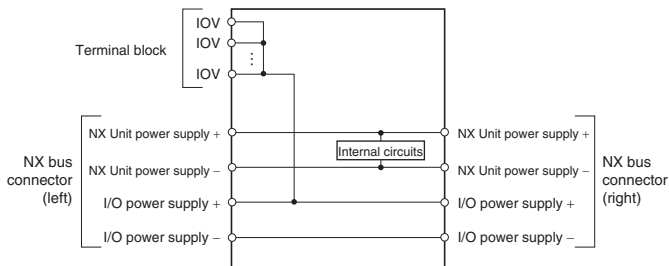 Terminal block
IOV
IOV
⋮
IOV
NX bus
connector
(left)
NX Unit power supply +
NX Unit power supply –
I/O power supply +
I/O power supply –
Internal circuits
NX Unit power supply +
NX Unit power supply –
I/O power supply +
I/O power supply –
NX bus
connector
(right)